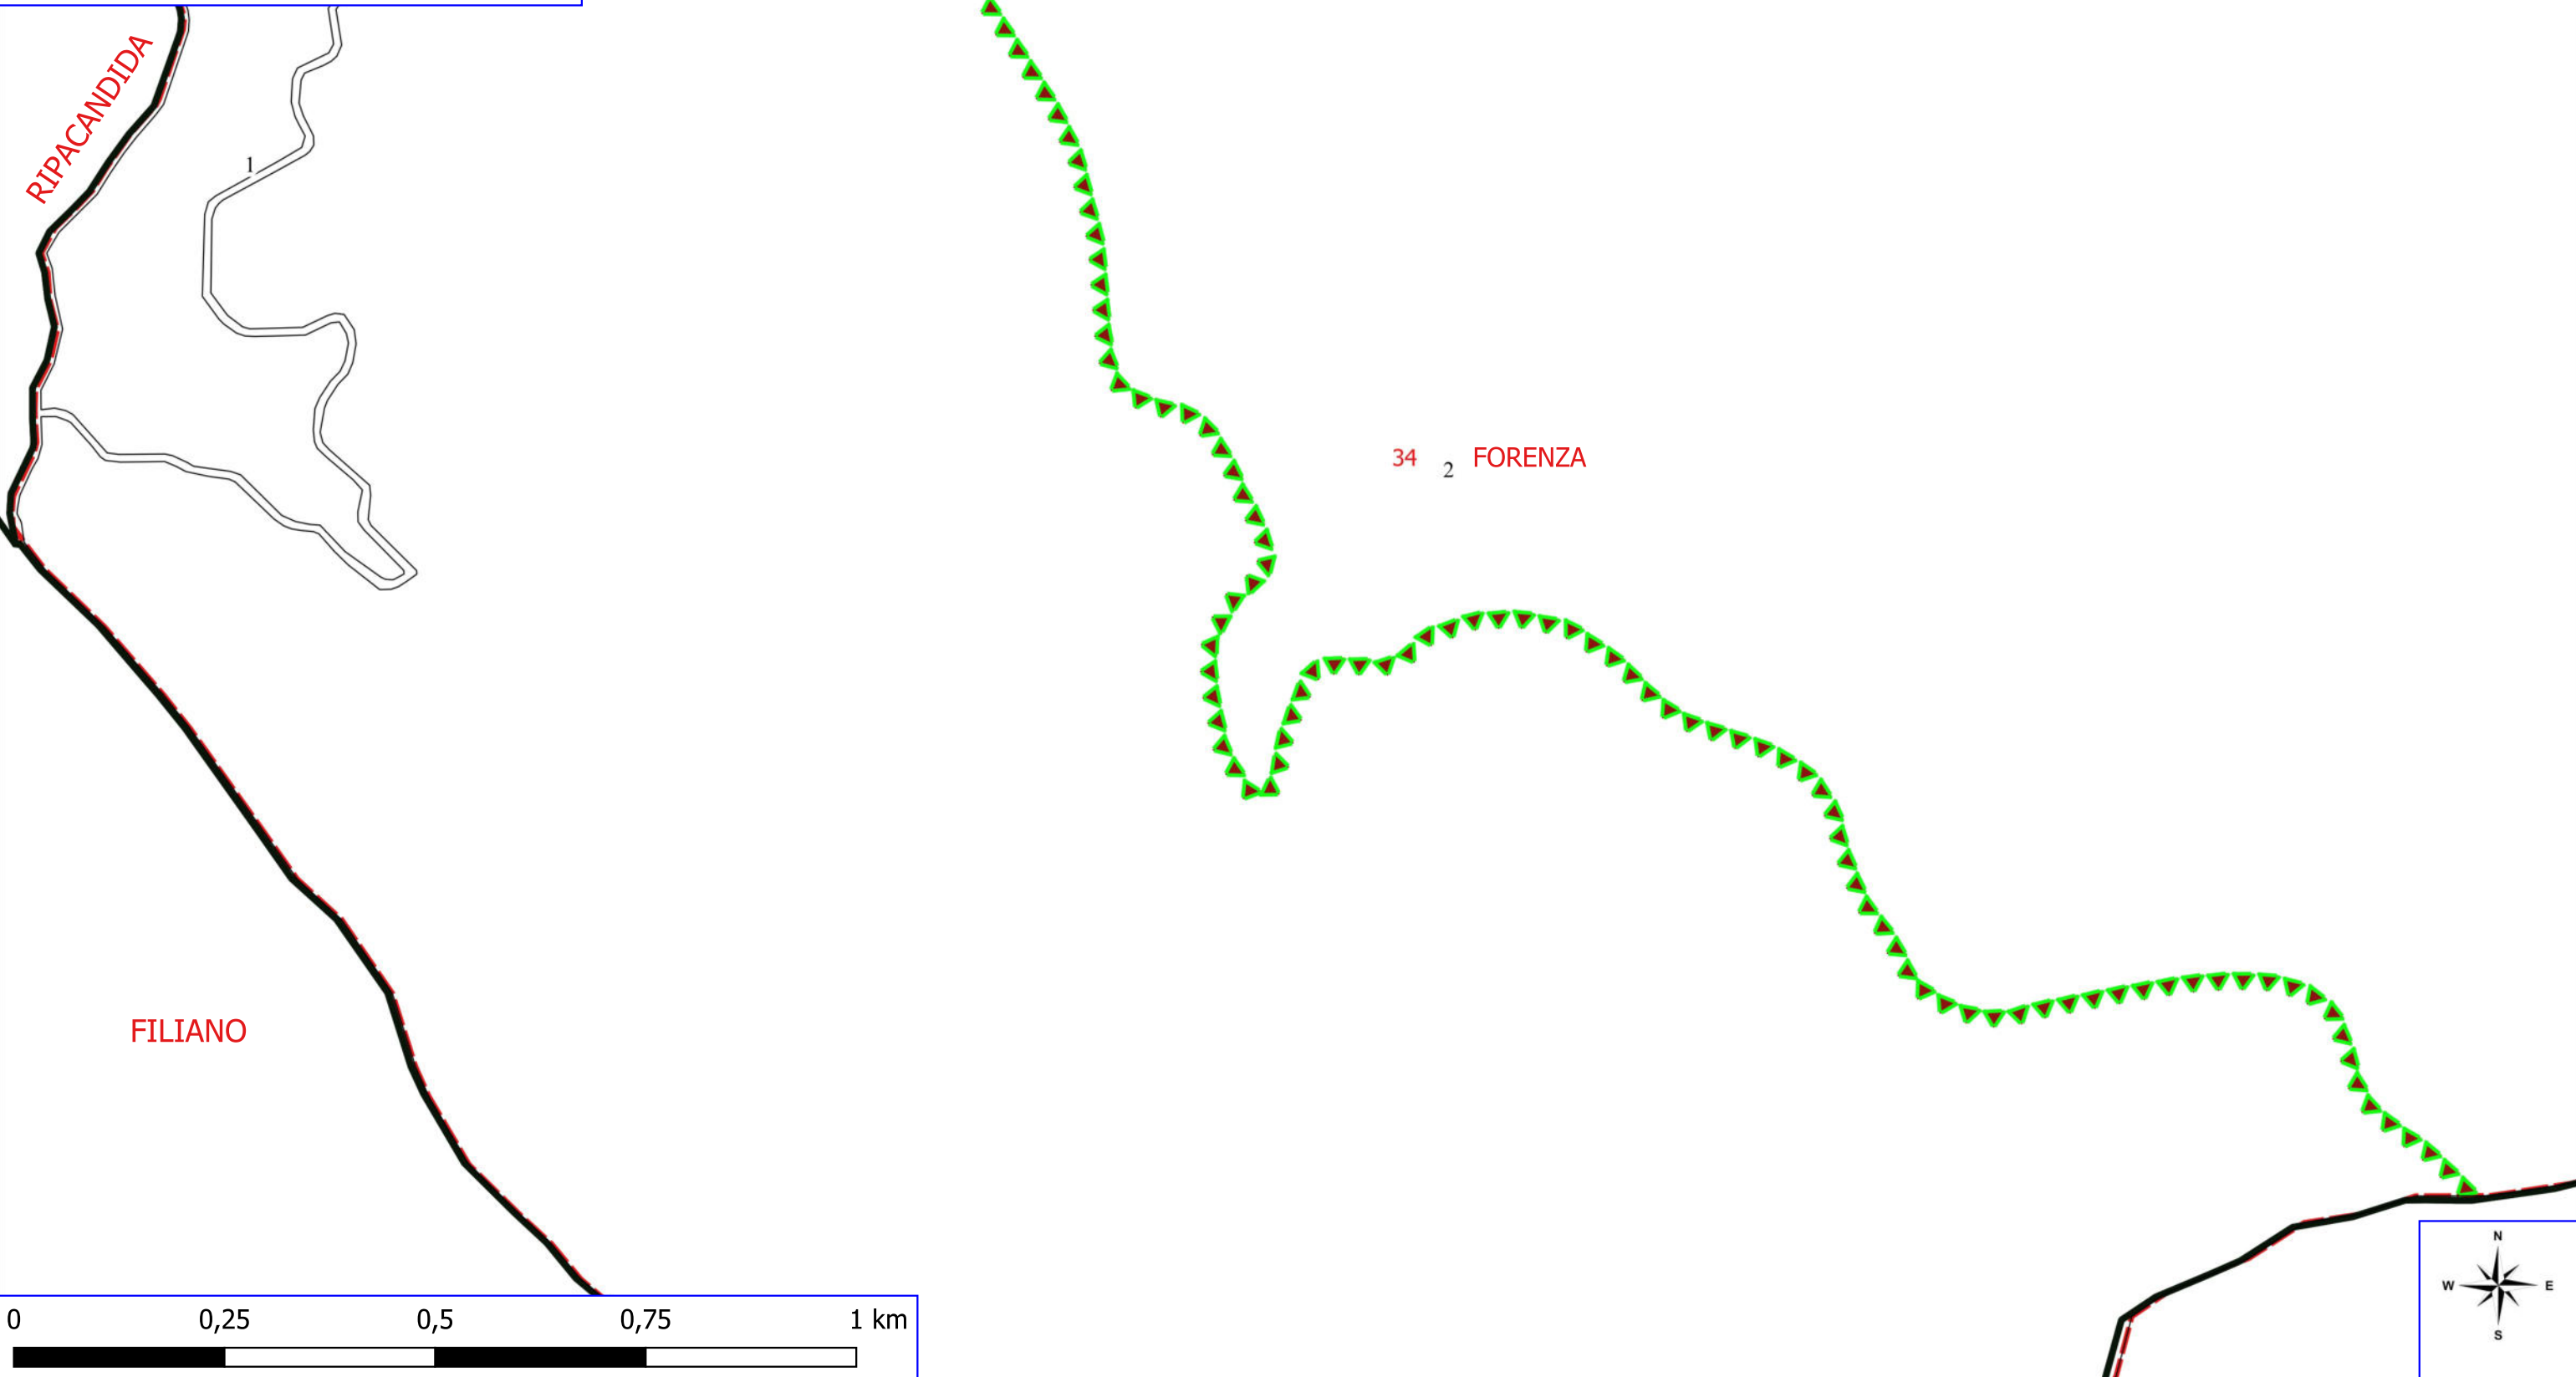 RIPACANDIDA
1
34 2 FORENZA
FILIANO
0 0,25 0,5 0,75 1 km
N
W E
S